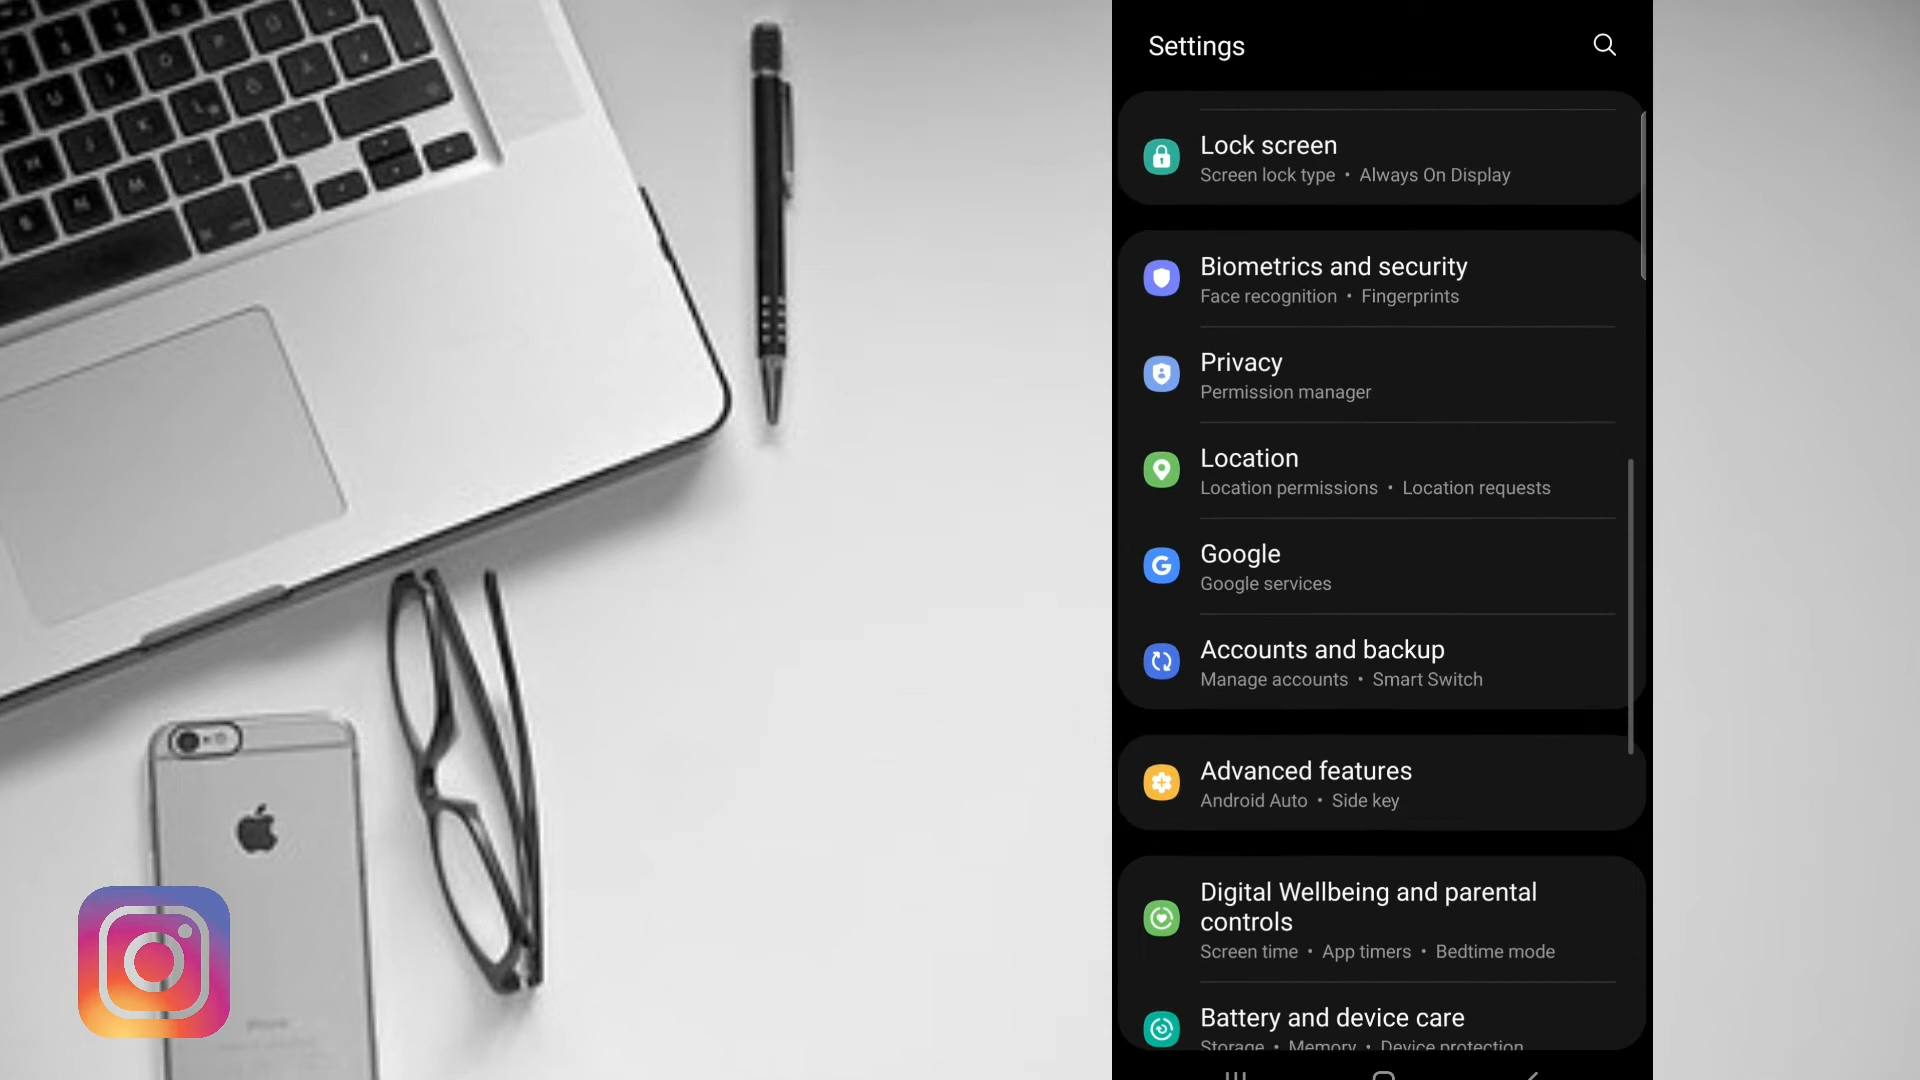 Settings
Lock screen
Screen lock type • Always On Display
Biometrics and security
Face recognition • Fingerprints
Privacy
Permission manager
Location
Location permissions • Location requests
Google
Google services
Accounts and backup
Manage accounts • Smart Switch
Advanced features
Android Auto • Side key
Digital Wellbeing and parental
controls
Screen time • App timers • Bedtime mode
Battery and device care
Storage • Memory • Device protection